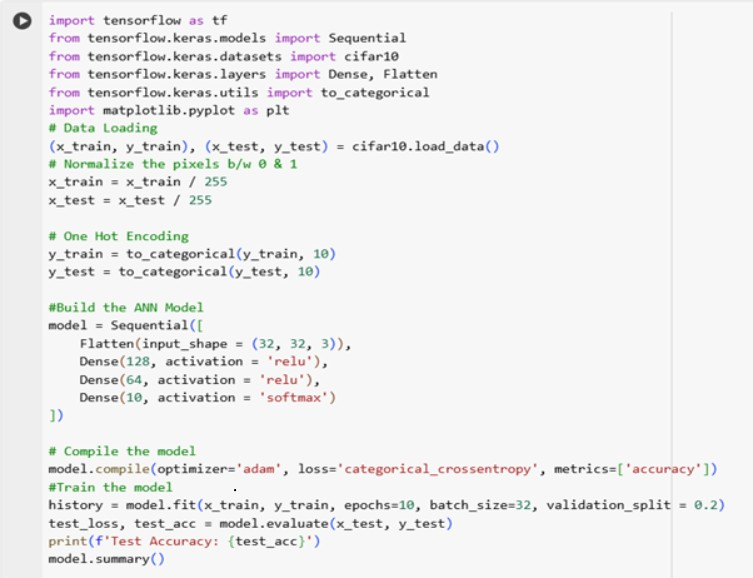 import tensorflow as tf
from tensorflow.keras.models import Sequential
from tensorflow.keras.datasets import cifar10
from tensorflow.keras.layers import Dense, Flatten
from tensorflow.keras.utils import to_categorical
import matplotlib.pyplot as plt
# Data Loading
(x_train, y_train), (x_test, y_test) = cifar10.load_data()
# Normalize the pixels b/w 0 & 1
x_train = x_train / 255
x_test = x_test / 255

# One Hot Encoding
y_train = to_categorical(y_train, 10)
y_test = to_categorical(y_test, 10)

#Build the ANN Model
model = Sequential([
    Flatten(input_shape = (32, 32, 3)),
    Dense(128, activation = 'relu'),
    Dense(64, activation = 'relu'),
    Dense(10, activation = 'softmax')
])

# Compile the model
model.compile(optimizer='adam', loss='categorical_crossentropy', metrics=['accuracy'])
#Train the model
history = model.fit(x_train, y_train, epochs=10, batch_size=32, validation_split = 0.2)
test_loss, test_acc = model.evaluate(x_test, y_test)
print(f'Test Accuracy: {test_acc}')
model.summary()